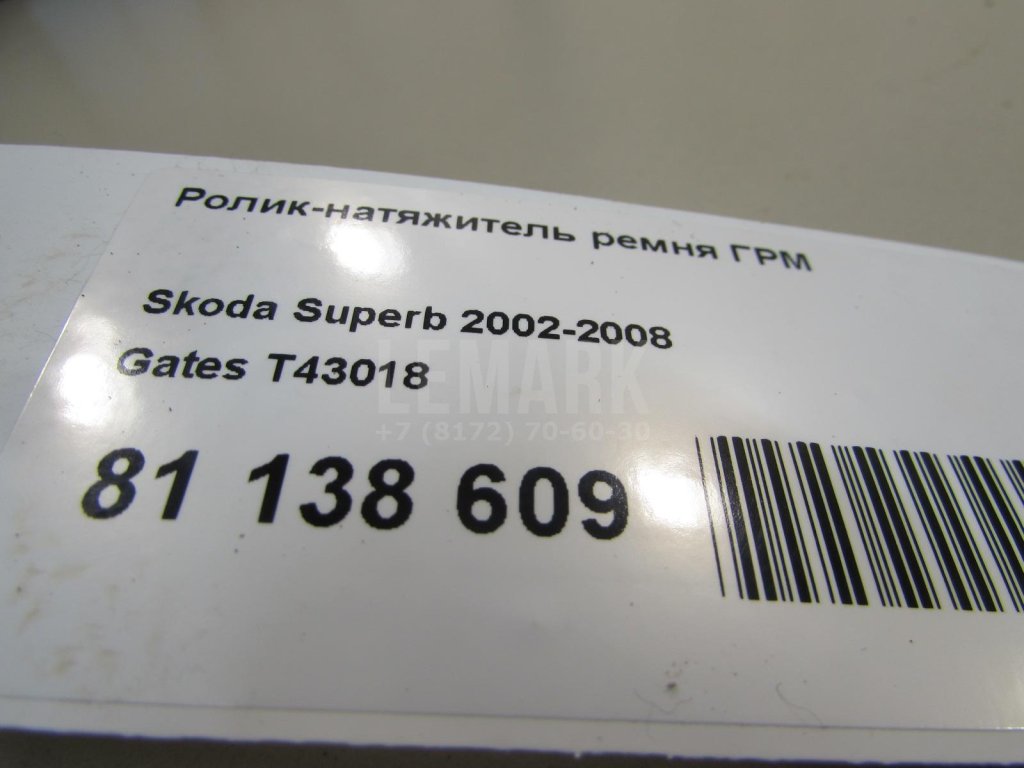 Ролик-натяжитель ремня ГРМ
Skoda Superb 2002-2008
Gates T43018
LEMARK
+7 (8172) 70-60-30
81 138 609